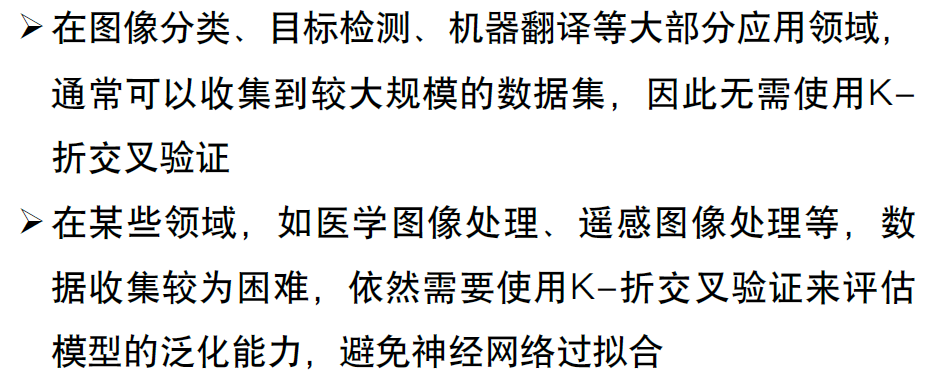 ➢ 在图像分类、目标检测、机器翻译等大部分应用领域，
通常可以收集到较大规模的数据集，因此无需使用K-
折交叉验证
➢ 在某些领域，如医学图像处理、遥感图像处理等，数
据收集较为困难，依然需要使用K-折交叉验证来评估
模型的泛化能力，避免神经网络过拟合